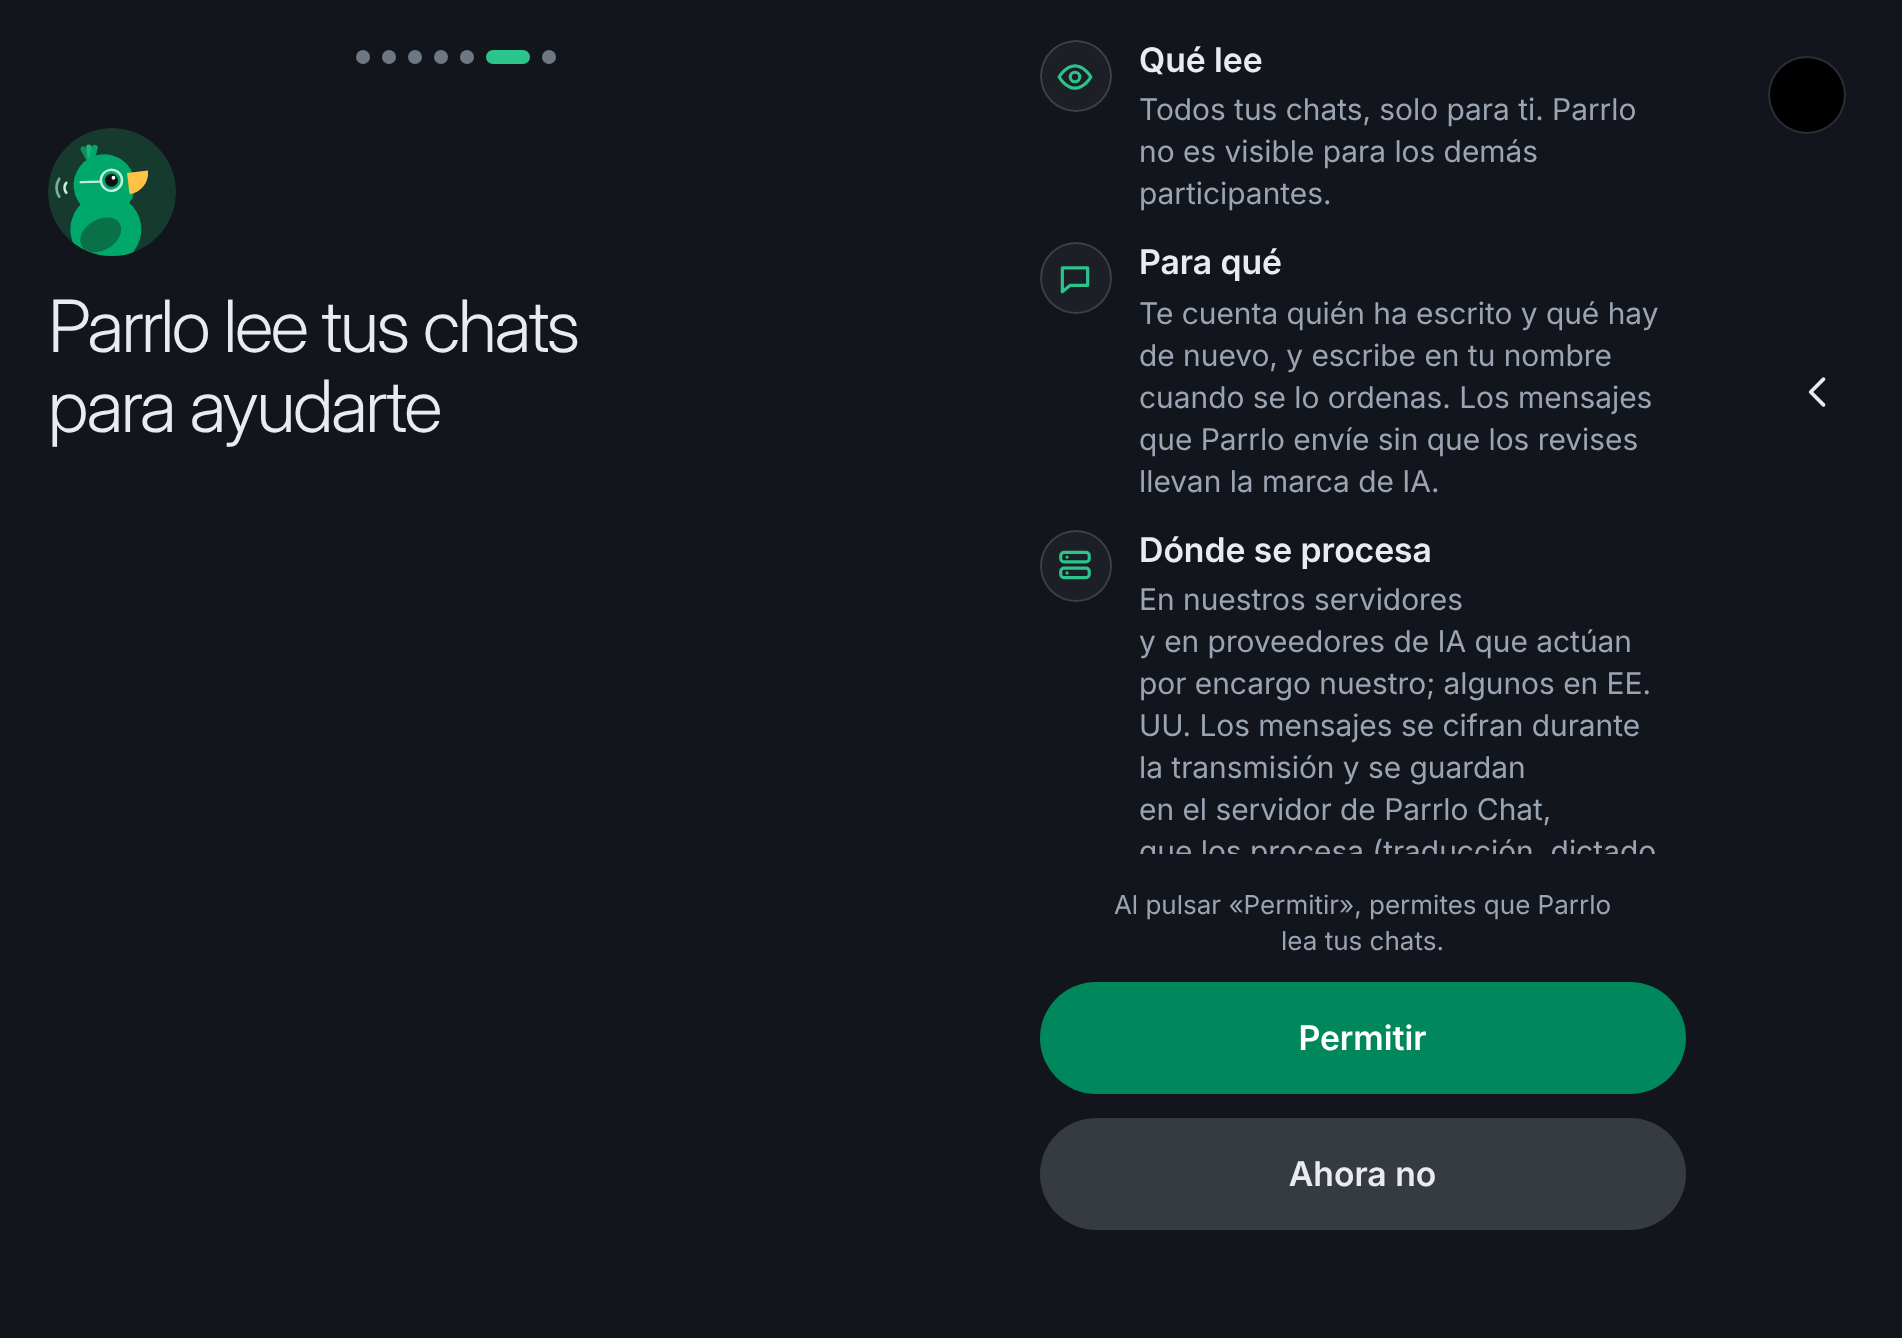 Parrlo lee tus chats
para ayudarte
Qué lee
Todos tus chats, solo para ti. Parrlo
no es visible para los demás
participantes.
Para qué
Te cuenta quién ha escrito y qué hay
de nuevo, y escribe en tu nombre
cuando se lo ordenas. Los mensajes
que Parrlo envíe sin que los revises
llevan la marca de IA.
Dónde se procesa
En nuestros servidores
y en proveedores de IA que actúan
por encargo nuestro; algunos en EE.
UU. Los mensajes se cifran durante
la transmisión y se guardan
en el servidor de Parrlo Chat,
que los procesa (traducción, dictado
Al pulsar «Permitir», permites que Parrlo
lea tus chats.
Permitir
Ahora no